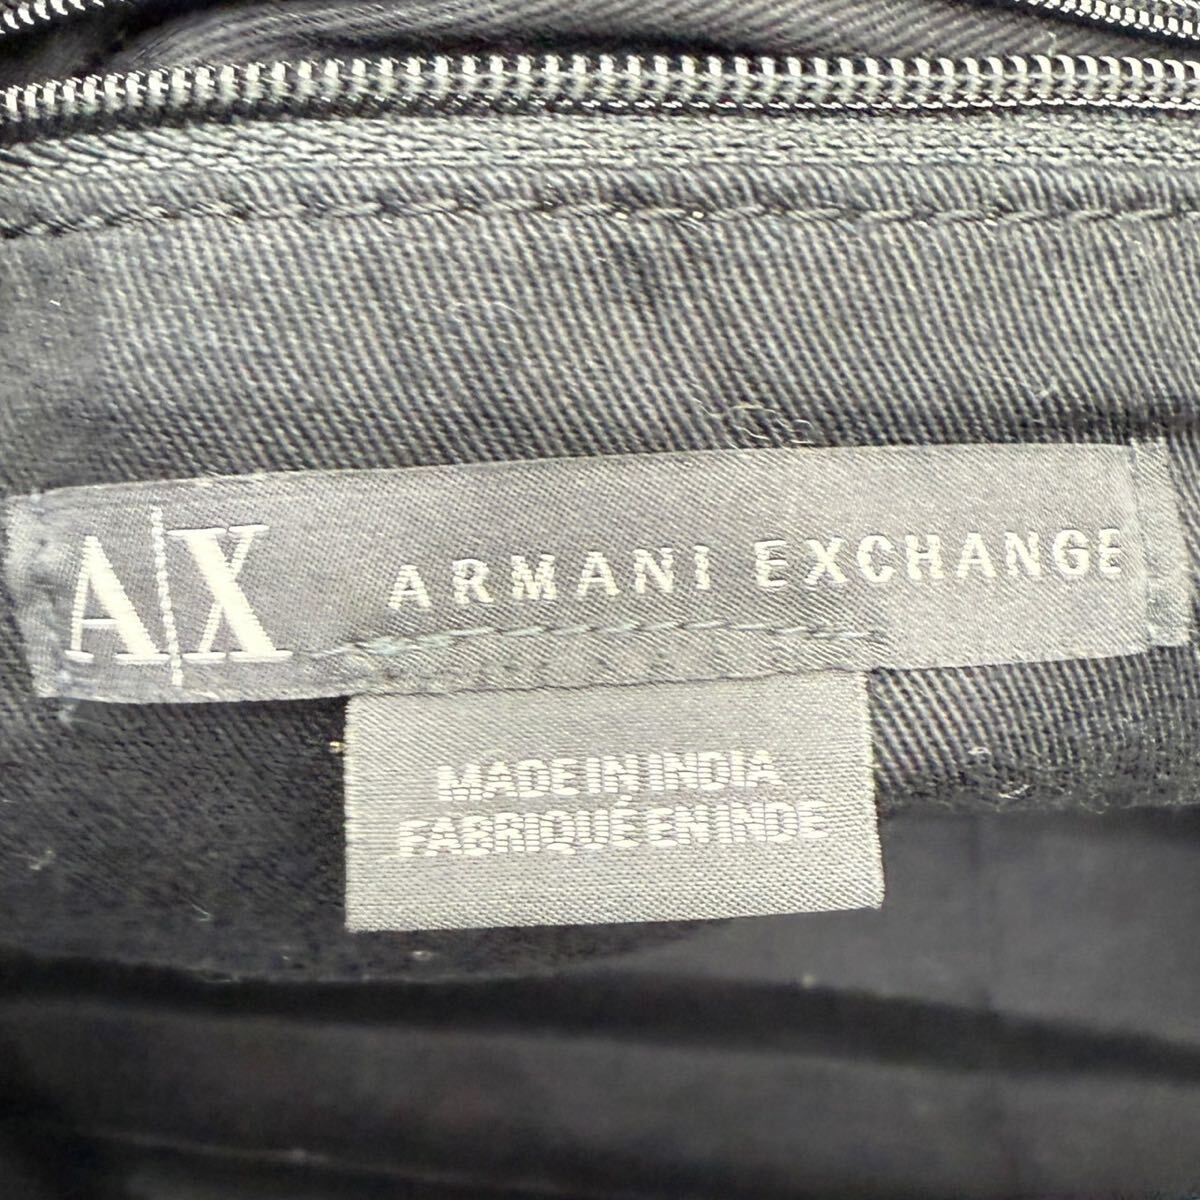 A|X ARMANI EXCHANGE
MADE IN INDIA
FABRIQUÉ EN INDE